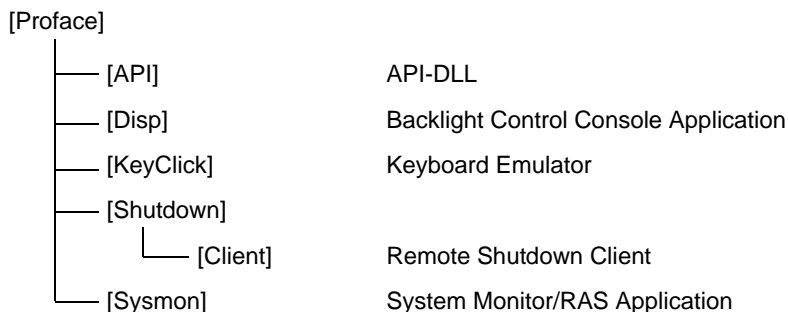 [Proface]
[API] API-DLL
[Disp] Backlight Control Console Application
[KeyClick] Keyboard Emulator
[Shutdown]
[Client] Remote Shutdown Client
[Sysmon] System Monitor/RAS Application